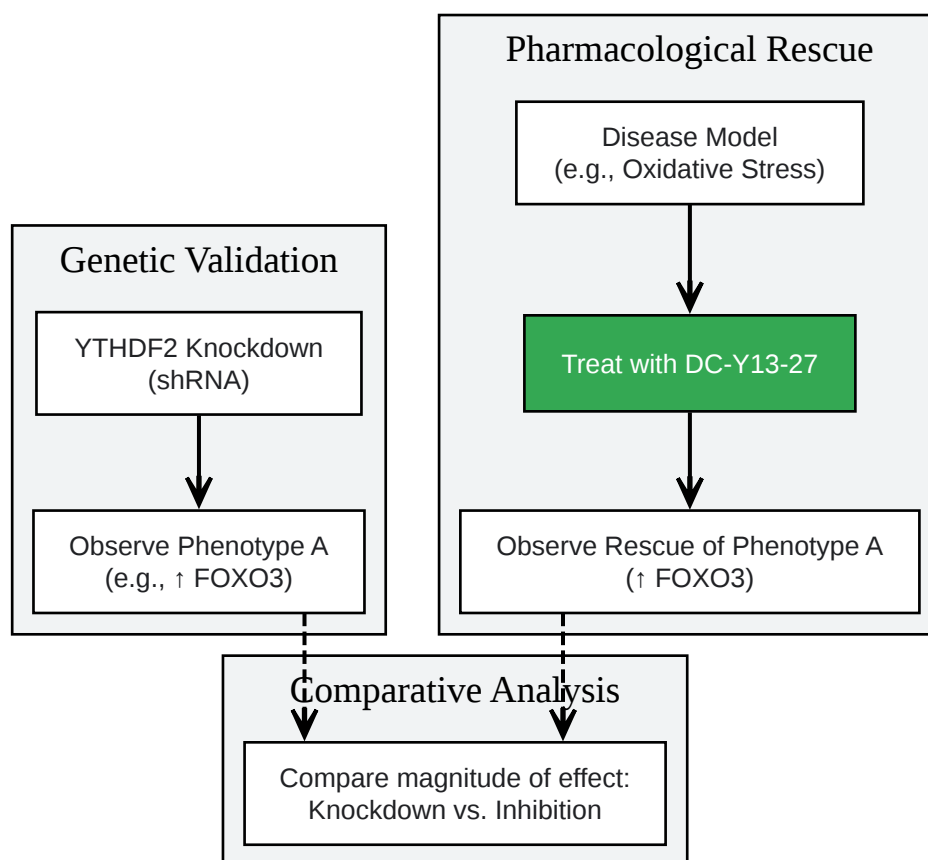 Pharmacological Rescue
Disease Model
(e.g., Oxidative Stress)
Treat with DC-Y13-27
Observe Rescue of Phenotype A
(↑ FOXO3)
Genetic Validation
YTHDF2 Knockdown
(shRNA)
Observe Phenotype A
(e.g., ↑ FOXO3)
Comparative Analysis
Compare magnitude of effect:
Knockdown vs. Inhibition